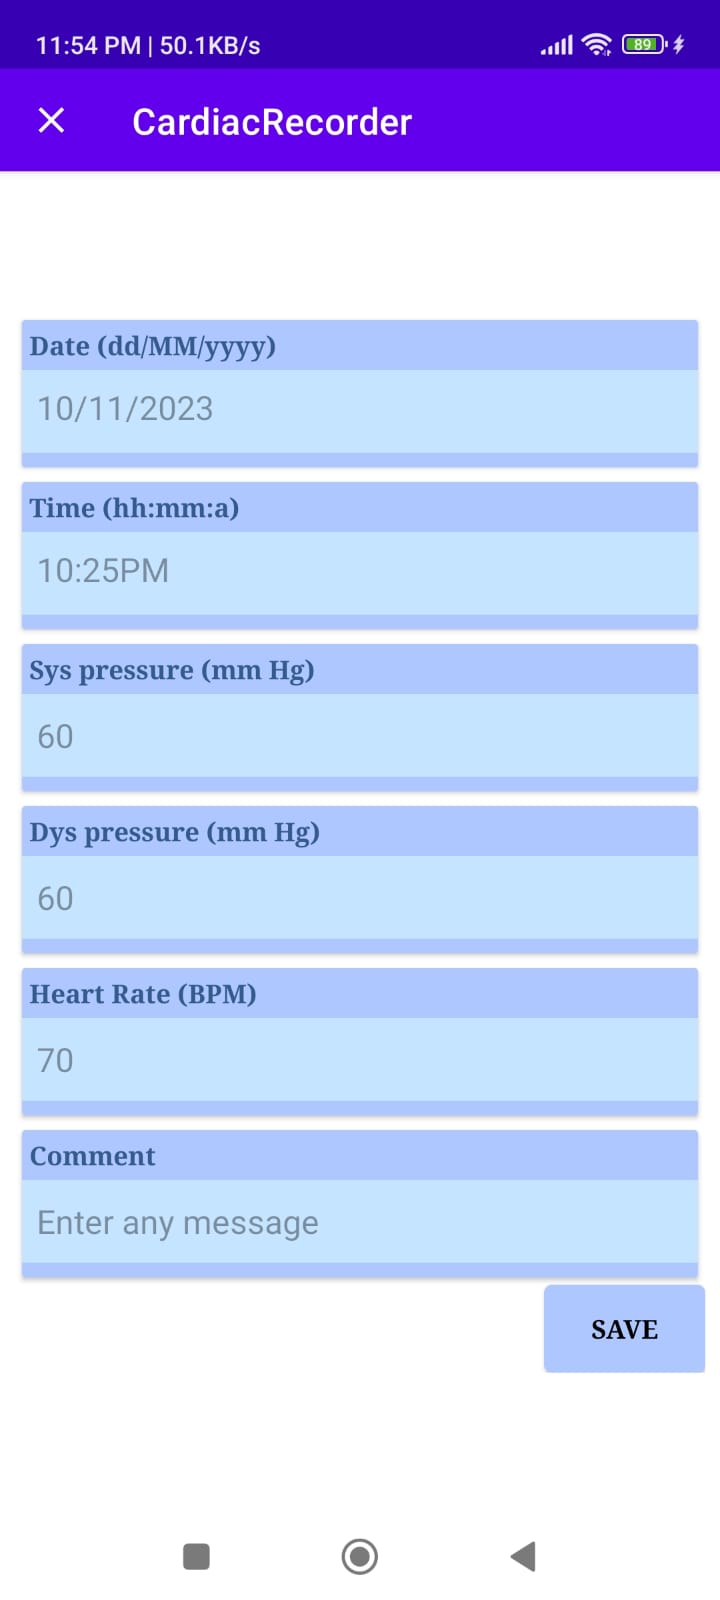 11:54 PM | 50.1KB/s 89
CardiacRecorder
Date (dd/MM/yyyy)
10/11/2023
Time (hh:mm:a)
10:25PM
Sys pressure (mm Hg)
60
Dys pressure (mm Hg)
60
Heart Rate (BPM)
70
Comment
Enter any message
SAVE